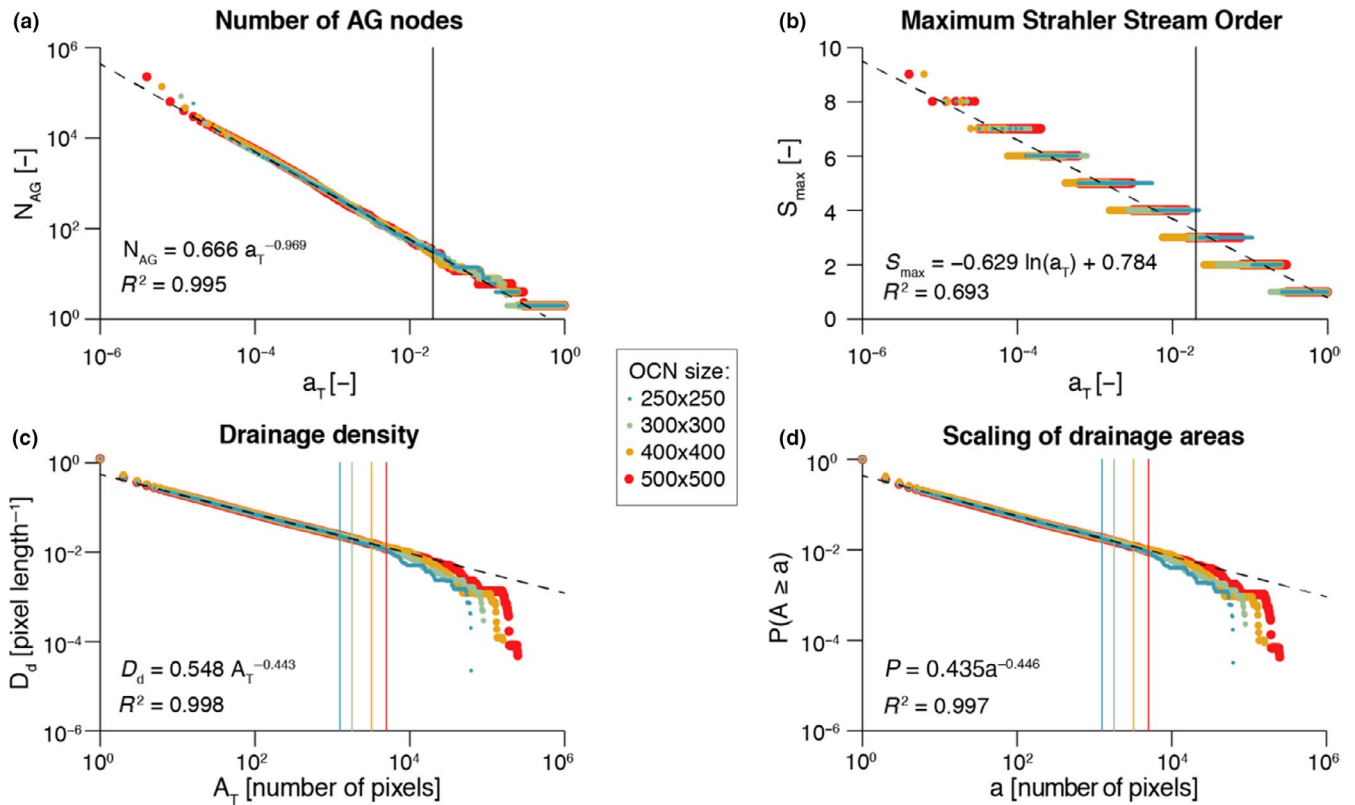 (a) Number of AG nodes
N_AG [–]
10^6
10^4
10^2
10^0
N_AG = 0.666 a_T^−0.969
R^2 = 0.995
10^−6 10^−4 10^−2 10^0
a_T [–]
(b) Maximum Strahler Stream Order
S_max [–]
10
8
6
4
2
0
S_max = −0.629 ln(a_T) + 0.784
R^2 = 0.693
10^−6 10^−4 10^−2 10^0
a_T [–]
OCN size:
250x250
300x300
400x400
500x500
(c) Drainage density
D_d [pixel length^−1]
10^0
10^−2
10^−4
10^−6
D_d = 0.548 A_T^−0.443
R^2 = 0.998
10^0 10^2 10^4 10^6
A_T [number of pixels]
(d) Scaling of drainage areas
P(A ≥ a)
10^0
10^−2
10^−4
10^−6
P = 0.435a^−0.446
R^2 = 0.997
10^0 10^2 10^4 10^6
a [number of pixels]